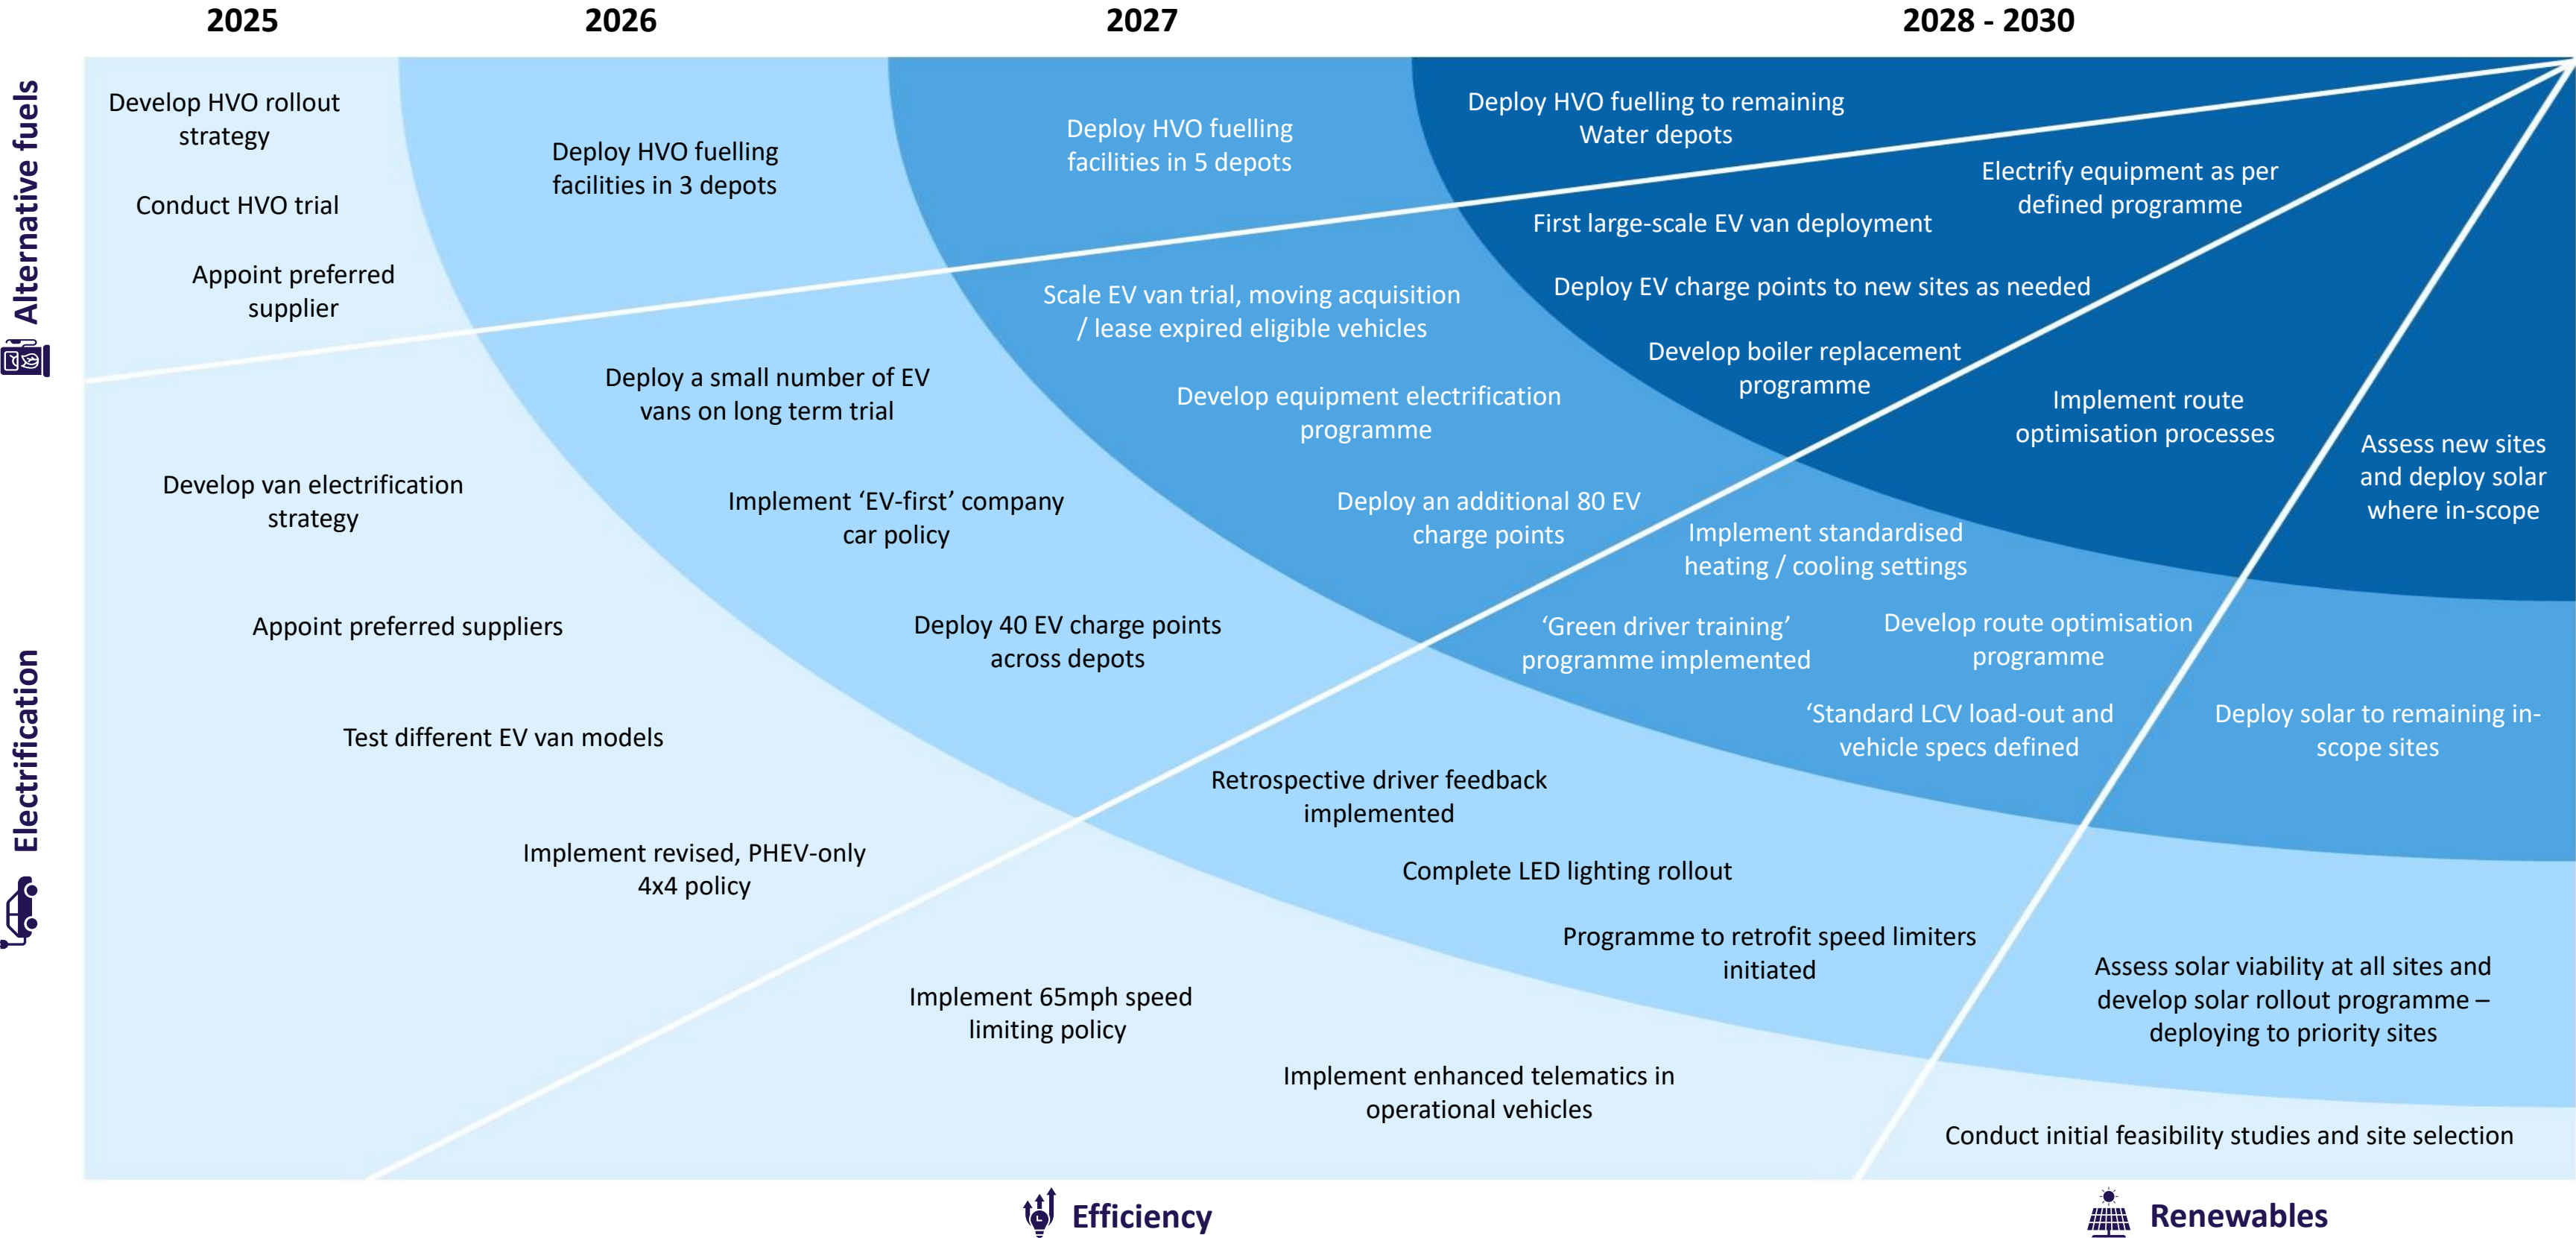 2025
2026
2027
2028 - 2030
Alternative fuels
Develop HVO rollout
strategy
Conduct HVO trial
Appoint preferred
supplier
Deploy HVO fuelling
facilities in 3 depots
Deploy HVO fuelling
facilities in 5 depots
Deploy HVO fuelling to remaining
Water depots
Electrification
Develop van electrification
strategy
Appoint preferred suppliers
Test different EV van models
Implement revised, PHEV-only
4x4 policy
Deploy a small number of EV
vans on long term trial
Implement ‘EV-first’ company
car policy
Deploy 40 EV charge points
across depots
Scale EV van trial, moving acquisition
/ lease expired eligible vehicles
Develop equipment electrification
programme
Deploy an additional 80 EV
charge points
Electrify equipment as per
defined programme
First large-scale EV van deployment
Deploy EV charge points to new sites as needed
Develop boiler replacement
programme
Implement 65mph speed
limiting policy
Implement enhanced telematics in
operational vehicles
Retrospective driver feedback
implemented
Complete LED lighting rollout
Programme to retrofit speed limiters
initiated
Implement standardised
heating / cooling settings
‘Green driver training’
programme implemented
Develop route optimisation
programme
‘Standard LCV load-out and
vehicle specs defined
Implement route
optimisation processes
Conduct initial feasibility studies and site selection
Assess solar viability at all sites and
develop solar rollout programme –
deploying to priority sites
Deploy solar to remaining in-
scope sites
Assess new sites
and deploy solar
where in-scope
Efficiency
Renewables